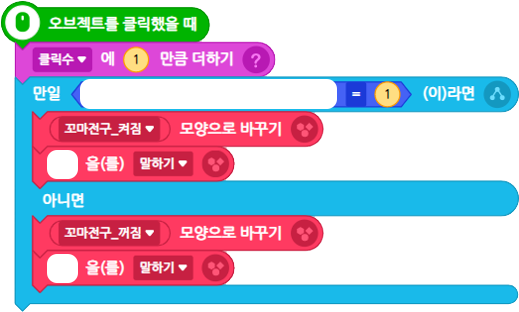 오브젝트를 클릭했을 때
클릭수 에 1 만큼 더하기 ?
만일 = 1 (이)라면
꼬마전구_켜짐 모양으로 바꾸기
을(를) 말하기
아니면
꼬마전구_꺼짐 모양으로 바꾸기
을(를) 말하기